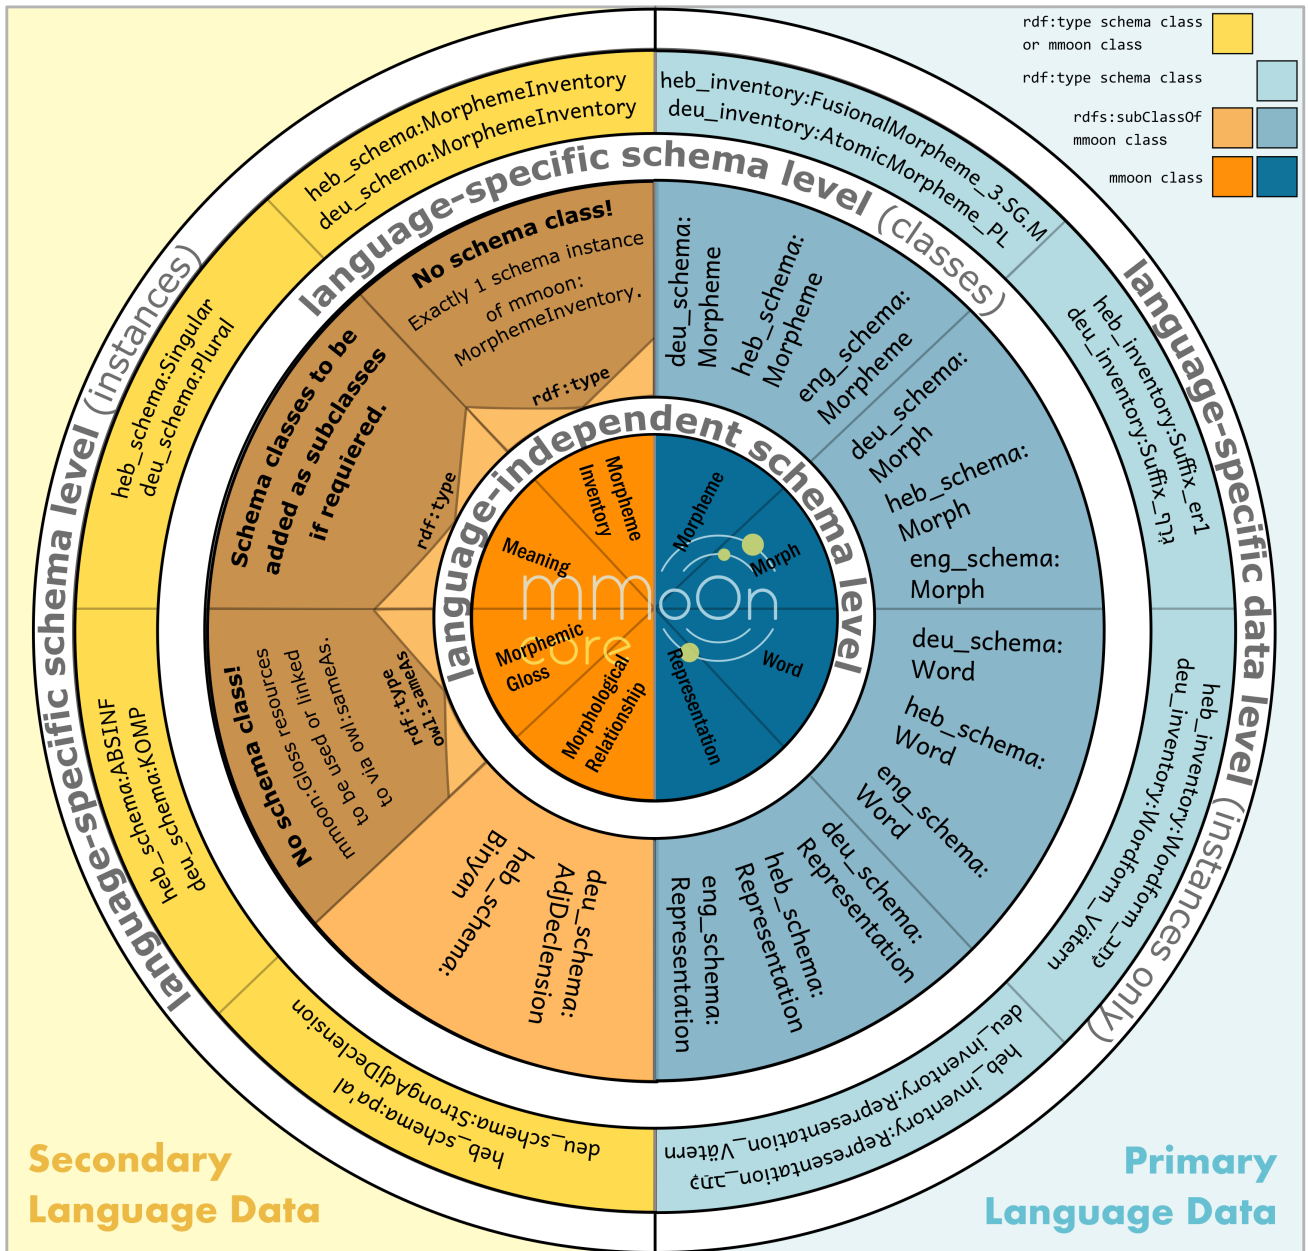 rdf:type schema class
or mmoon class
rdf:type schema class
rdfs:subClassOf
mmoon class
mmoon class
heb_schema:MorphemeInventory
deu_schema:MorphemeInventory
heb_inventory:FusionalMorpheme_3.SG.M
deu_inventory:AtomicMorpheme_PL
language-specific schema level (classes)
No schema class!
Exactly 1 schema instance
of mmoon:
MorphemeInventory.
rdf:type
deu_schema:
Morpheme
heb_schema:
Morpheme
eng_schema:
Morpheme
deu_schema:
Morph
heb_schema:
Morph
eng_schema:
Morph
heb_inventory:Suffix_er1
language-specific data level (instances only)
language-specific schema level (instances)
heb_schema:Singular
deu_schema:Plural
Schema classes to be
added as subclasses
if requiered.
rdf:type
language-independent schema level
Morpheme
Inventory
Morpheme
Meaning
Morph
mmoOn
core
Morphemic
Gloss
Word
Morphological
Relationship
Representation
heb_schema:ABSINF
deu_schema:KOMP
No schema class!
mmoon:Gloss resources
to be used or linked
to via owl:sameAs.
rdf:type
owl:sameAs
deu_schema:
Word
heb_schema:
Word
eng_schema:
Word
deu_inventory:Wordform_Vätern
heb_schema:
Binyan
deu_schema:
AdjDeclension
eng_schema:
Representation
heb_schema:
Representation
deu_schema:
Representation
deu_schema:StrongAdjDeclension
heb_schema:pa'al
deu_inventory:Representation_Vätern
Secondary
Language Data
Primary
Language Data